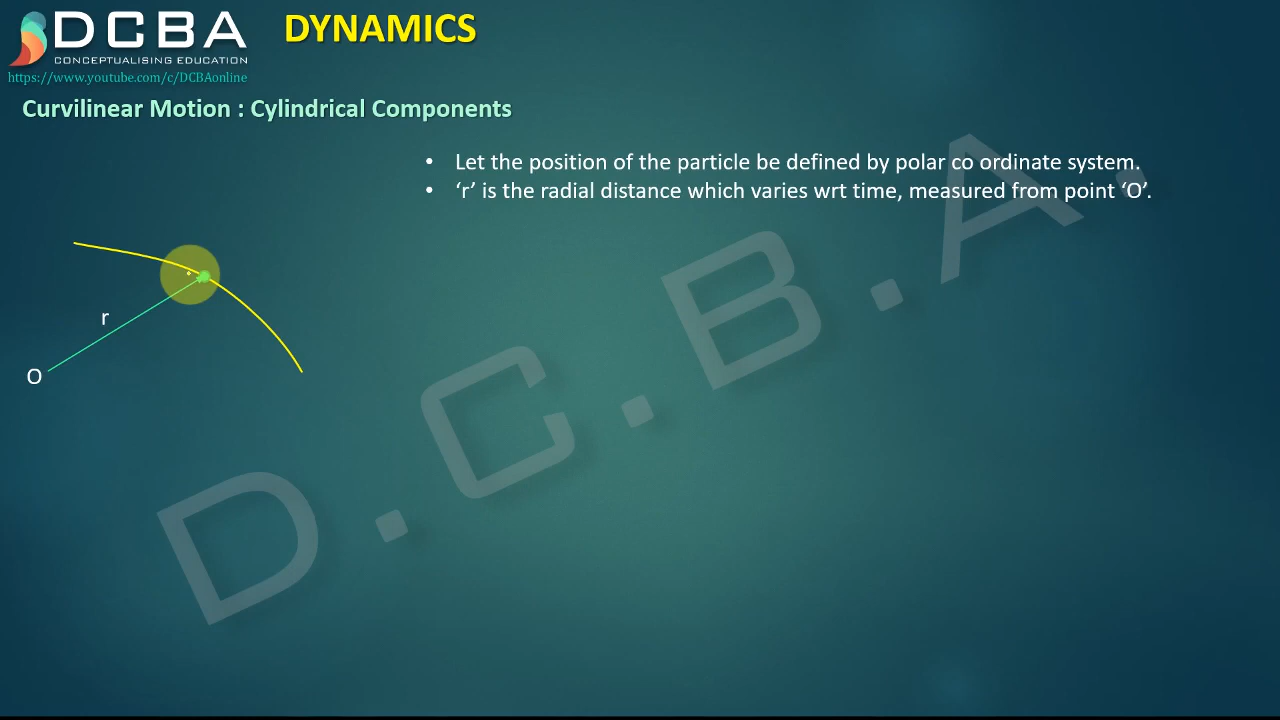 DCBA
CONCEPTUALISING EDUCATION
https://www.youtube.com/c/DCBAonline
DYNAMICS
Curvilinear Motion : Cylindrical Components
• Let the position of the particle be defined by polar co ordinate system.
• ‘r’ is the radial distance which varies wrt time, measured from point ‘O’.
r
O
D.C.B.A.